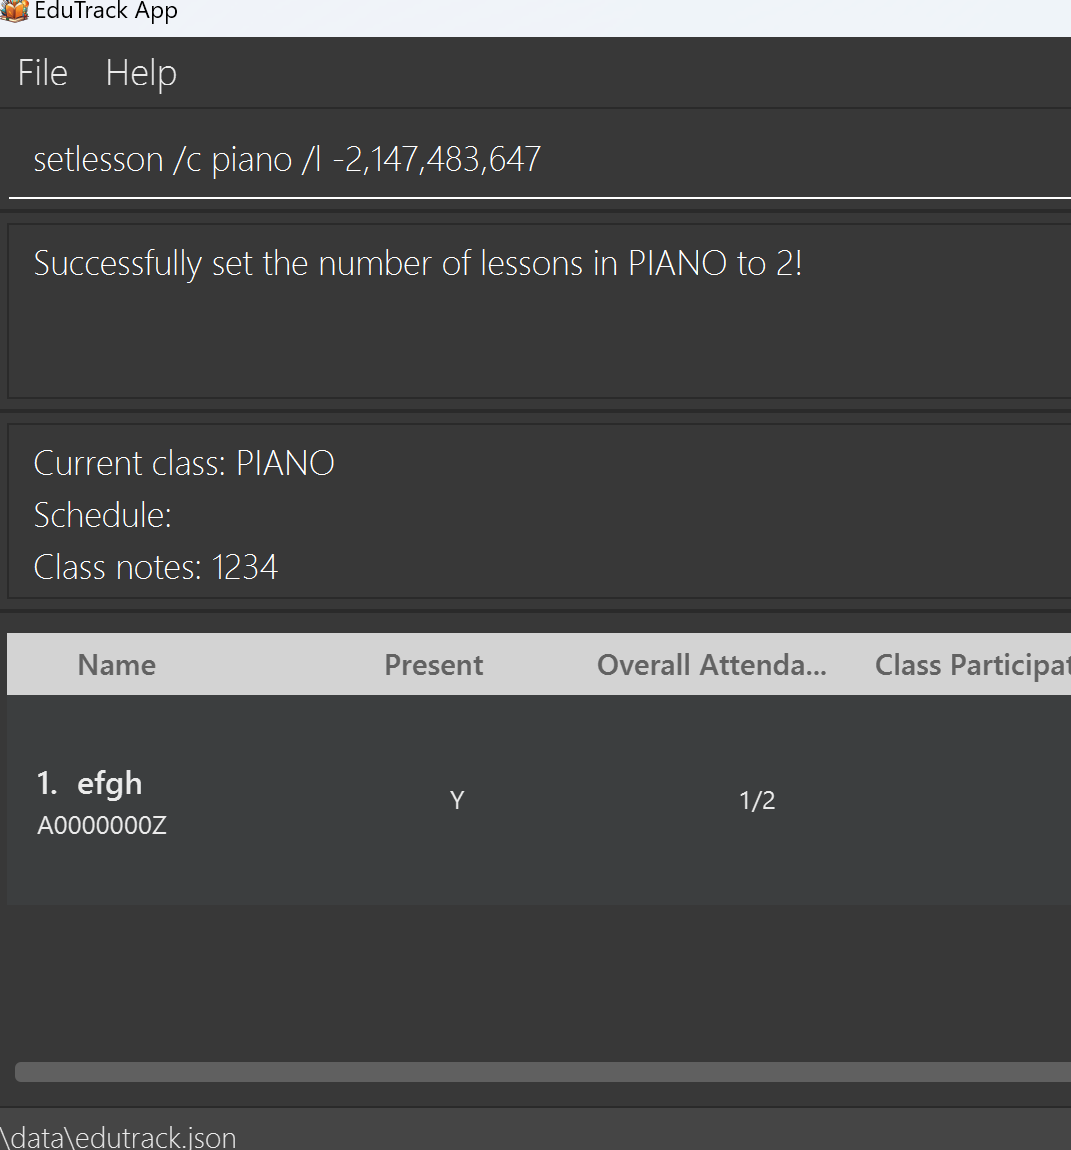 EduTrack App
File Help
setlesson /c piano /l -2,147,483,647
Successfully set the number of lessons in PIANO to 2!
Current class: PIANO
Schedule:
Class notes: 1234
Name Present Overall Attenda... Class Participat
1. efgh
A0000000Z
Y 1/2
\data\edutrack.json